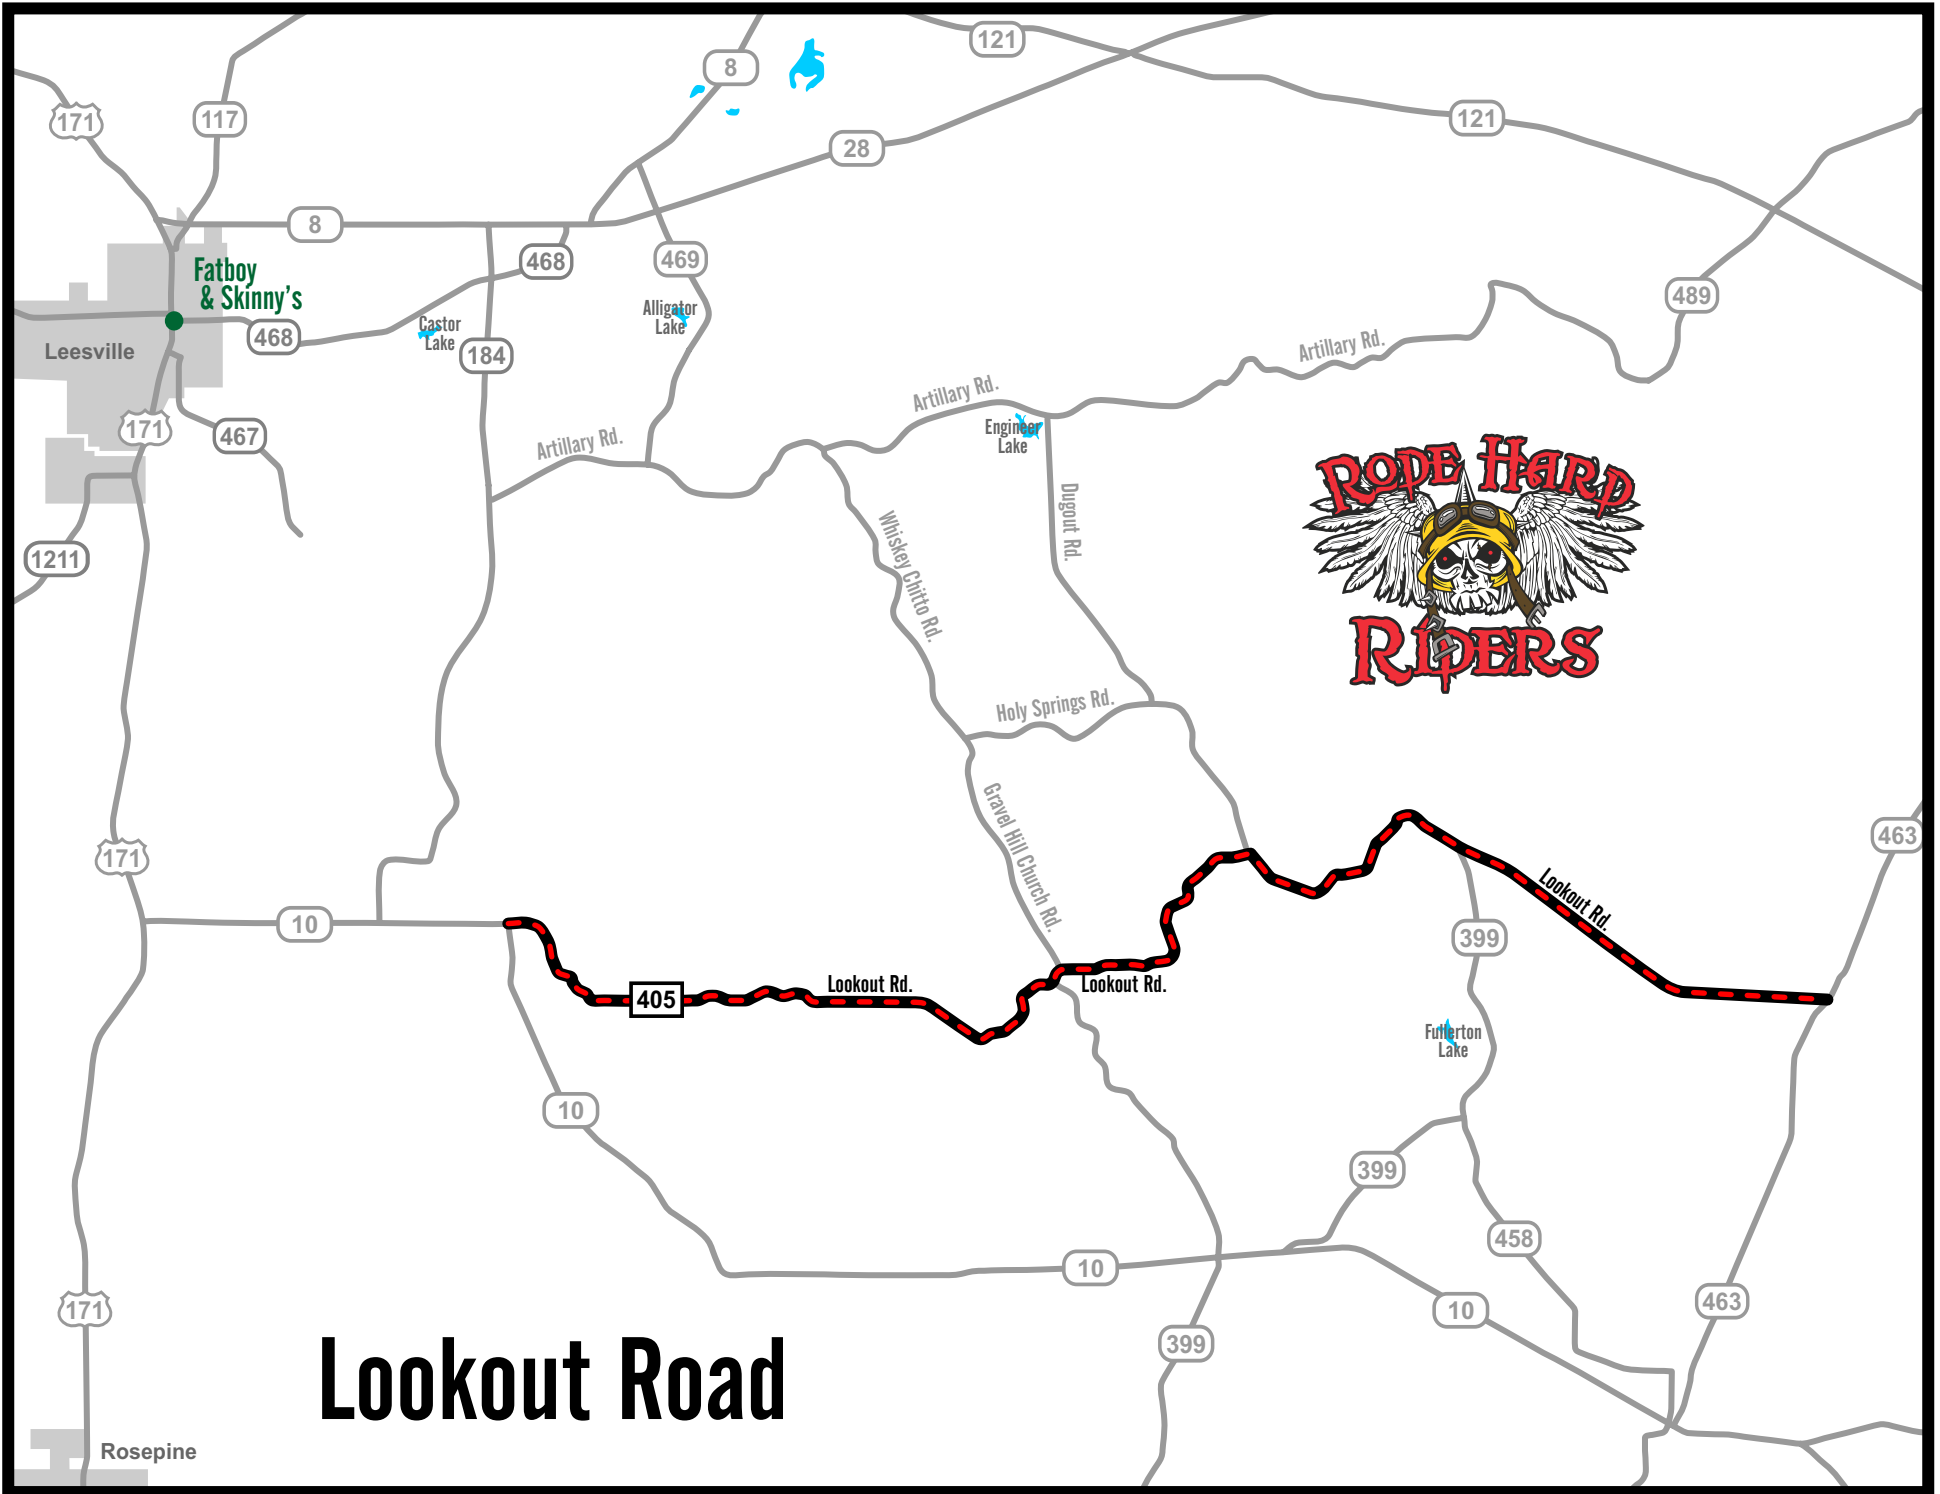 121
8
171
117
121
28
8
468
469
Fatboy
& Skinny's
489
Alligator
Lake
Castor
Lake
468
Leesville
184
Artillary Rd.
Artillary Rd.
171
467
Artillary Rd.
Engineer
Lake
Rope Harp
Riders
Dugout Rd.
Whiskey Chitto Rd.
1211
Holy Springs Rd.
Gravel Hill Church Rd.
463
171
Lookout Rd.
10
399
Lookout Rd.
Lookout Rd.
405
Fullerton
Lake
10
399
458
10
463
10
171
399
Lookout Road
Rosepine